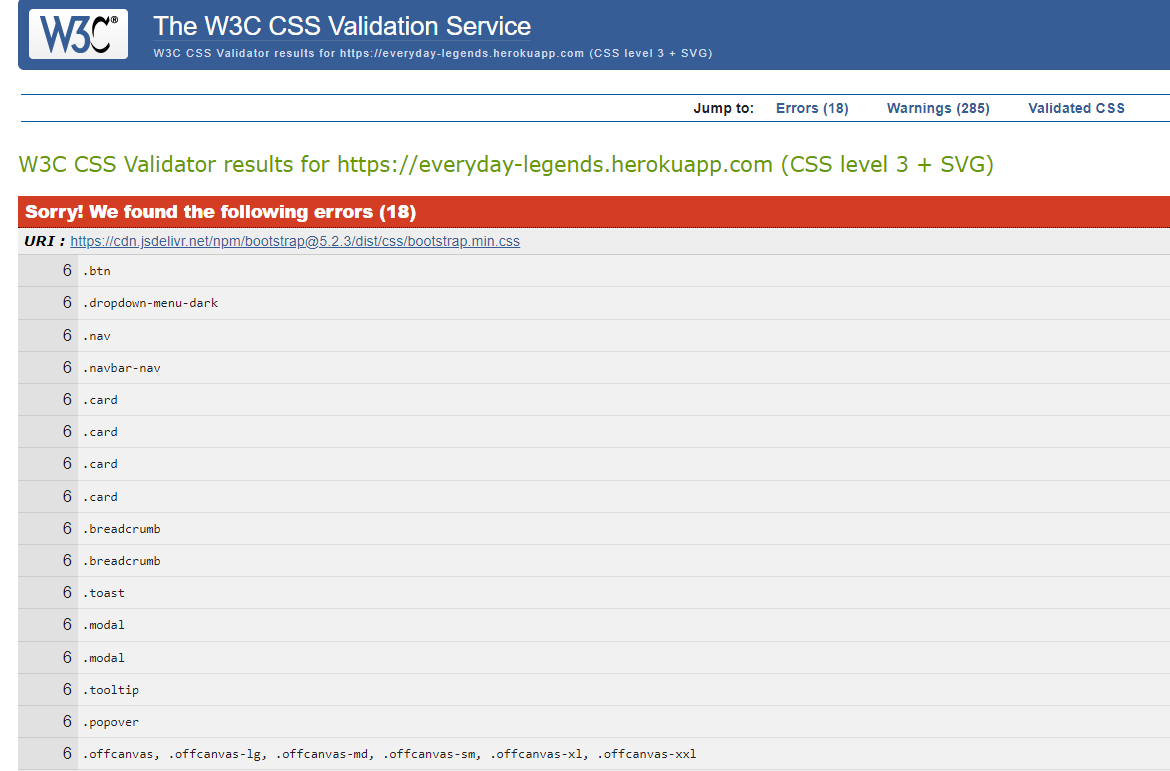 W3C® The W3C CSS Validation Service
W3C CSS Validator results for https://everyday-legends.herokuapp.com (CSS level 3 + SVG)
Jump to: Errors (18) Warnings (285) Validated CSS
W3C CSS Validator results for https://everyday-legends.herokuapp.com (CSS level 3 + SVG)
Sorry! We found the following errors (18)
URI : https://cdn.jsdelivr.net/npm/bootstrap@5.2.3/dist/css/bootstrap.min.css
6 .btn
6 .dropdown-menu-dark
6 .nav
6 .navbar-nav
6 .card
6 .card
6 .card
6 .card
6 .breadcrumb
6 .breadcrumb
6 .toast
6 .modal
6 .modal
6 .tooltip
6 .popover
6 .offcanvas, .offcanvas-lg, .offcanvas-md, .offcanvas-sm, .offcanvas-xl, .offcanvas-xxl